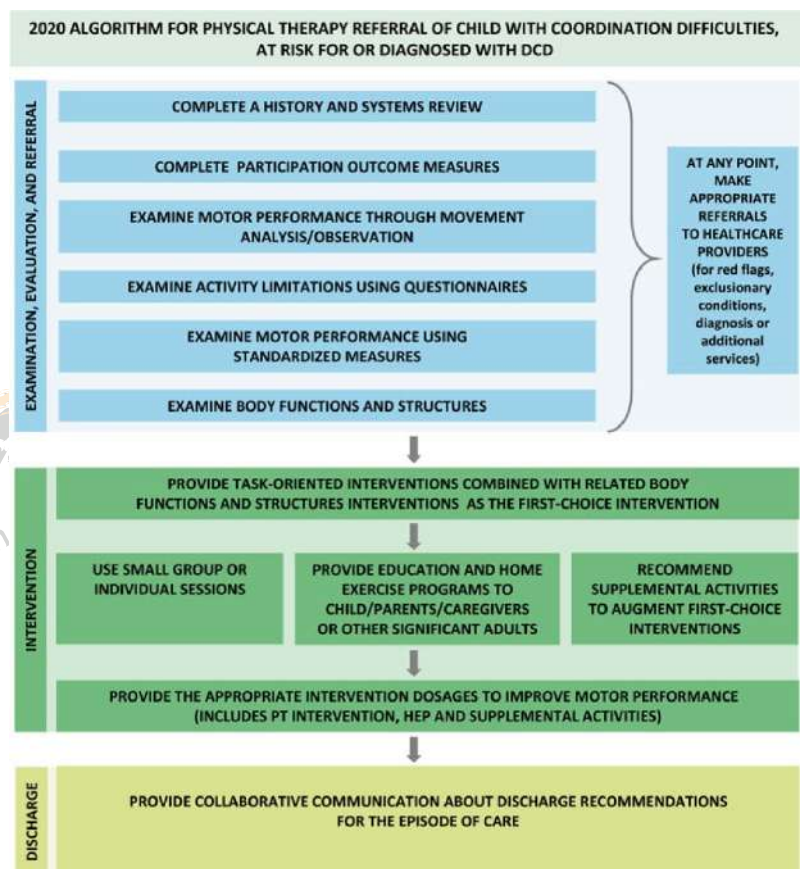 2020 ALGORITHM FOR PHYSICAL THERAPY REFERRAL OF CHILD WITH COORDINATION DIFFICULTIES,
AT RISK FOR OR DIAGNOSED WITH DCD
EXAMINATION, EVALUATION, AND REFERRAL
COMPLETE A HISTORY AND SYSTEMS REVIEW
COMPLETE PARTICIPATION OUTCOME MEASURES
EXAMINE MOTOR PERFORMANCE THROUGH MOVEMENT
ANALYSIS/OBSERVATION
EXAMINE ACTIVITY LIMITATIONS USING QUESTIONNAIRES
EXAMINE MOTOR PERFORMANCE USING
STANDARDIZED MEASURES
EXAMINE BODY FUNCTIONS AND STRUCTURES
AT ANY POINT,
MAKE
APPROPRIATE
REFERRALS
TO HEALTHCARE
PROVIDERS
(for red flags,
exclusionary
conditions,
diagnosis or
additional
services)
INTERVENTION
PROVIDE TASK-ORIENTED INTERVENTIONS COMBINED WITH RELATED BODY
FUNCTIONS AND STRUCTURES INTERVENTIONS AS THE FIRST-CHOICE INTERVENTION
USE SMALL GROUP OR
INDIVIDUAL SESSIONS
PROVIDE EDUCATION AND HOME
EXERCISE PROGRAMS TO
CHILD/PARENTS/CAREGIVERS
OR OTHER SIGNIFICANT ADULTS
RECOMMEND
SUPPLEMENTAL ACTIVITIES
TO AUGMENT FIRST-CHOICE
INTERVENTIONS
PROVIDE THE APPROPRIATE INTERVENTION DOSAGES TO IMPROVE MOTOR PERFORMANCE
(INCLUDES PT INTERVENTION, HEP AND SUPPLEMENTAL ACTIVITIES)
DISCHARGE
PROVIDE COLLABORATIVE COMMUNICATION ABOUT DISCHARGE RECOMMENDATIONS
FOR THE EPISODE OF CARE